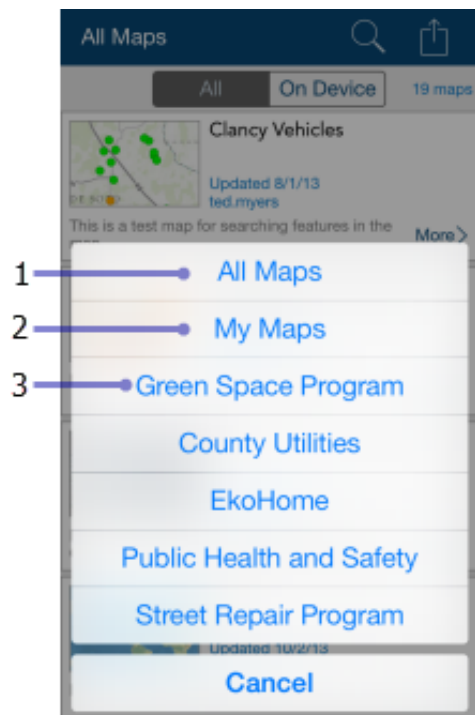 All Maps
All On Device 19 maps
Clancy Vehicles
Updated 8/1/13
ted.myers
This is a test map for searching features in the
More
1 All Maps
2 My Maps
3 Green Space Program
County Utilities
EkoHome
Public Health and Safety
Street Repair Program
Updated 10/2/13
Cancel